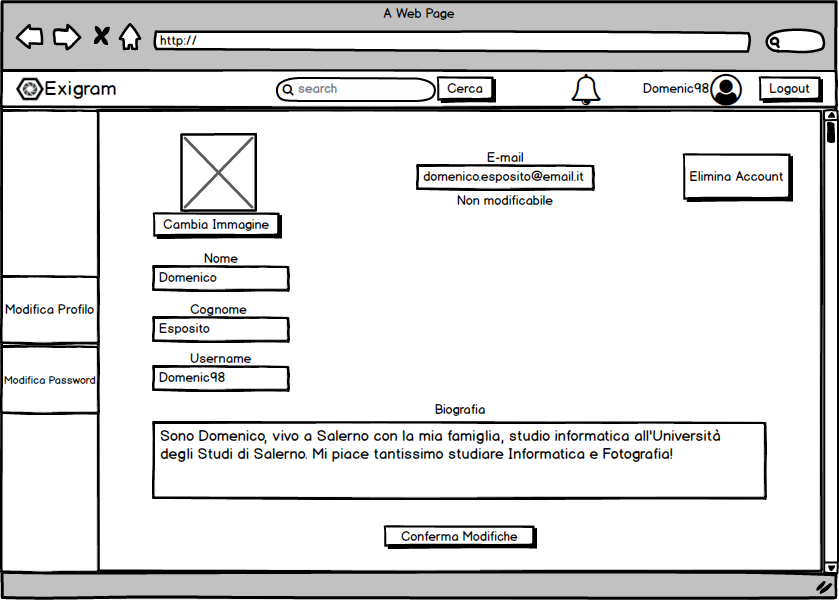 A Web Page
http://
Exigram
search
Cerca
Domenic98
Logout
E-mail
domenico.esposito@email.it
Non modificabile
Elimina Account
Cambia Immagine
Nome
Domenico
Modifica Profilo
Cognome
Esposito
Username
Domenic98
Modifica Password
Biografia
Sono Domenico, vivo a Salerno con la mia famiglia, studio informatica all'Università
degli Studi di Salerno. Mi piace tantissimo studiare Informatica e Fotografia!
Conferma Modifiche